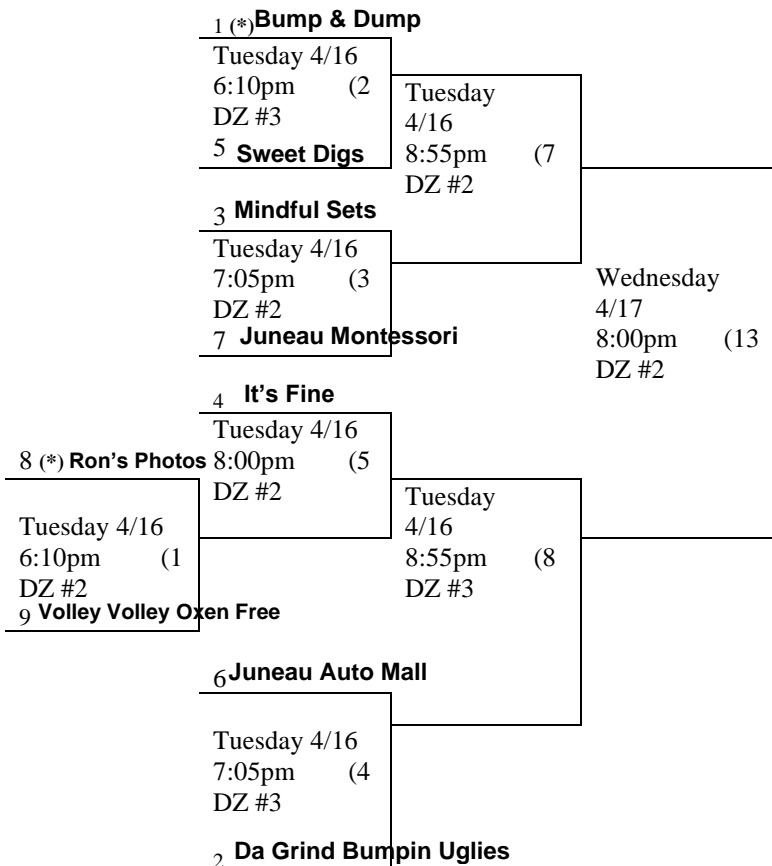 1 (*)Bump & Dump
Tuesday 4/16
6:10pm (2
DZ #3
5 Sweet Digs
Tuesday
4/16
8:55pm (7
DZ #2
3 Mindful Sets
Tuesday 4/16
7:05pm (3
DZ #2
7 Juneau Montessori
Wednesday
4/17
8:00pm (13
DZ #2
4 It's Fine
Tuesday 4/16
8:00pm (5
DZ #2
8 (*) Ron's Photos
Tuesday 4/16
6:10pm (1
DZ #2
9 Volley Volley Oxen Free
Tuesday
4/16
8:55pm (8
DZ #3
6 Juneau Auto Mall
Tuesday 4/16
7:05pm (4
DZ #3
2 Da Grind Bumpin Uglies